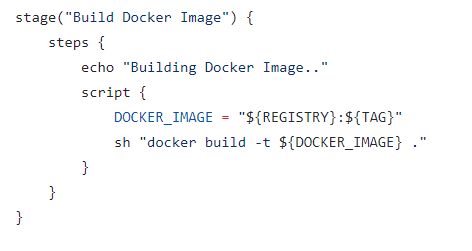 stage("Build Docker Image") {
    steps {
        echo "Building Docker Image.."
        script {
            DOCKER_IMAGE = "${REGISTRY}:${TAG}"
            sh "docker build -t ${DOCKER_IMAGE} ."
        }
    }
}